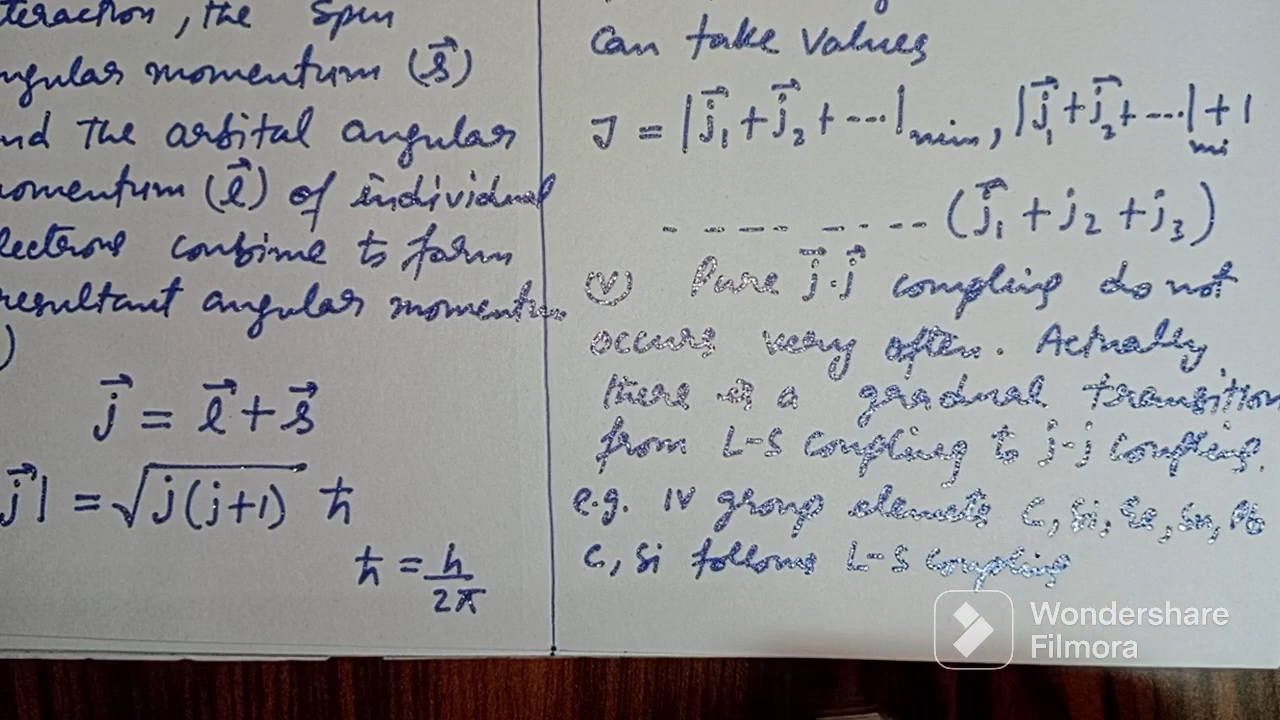 teraction, the Spin
ngular momentum (s⃗)
nd the orbital angular
omentum (l⃗) of individual
lectrons combine to form
resultant angular momentum
)
j⃗ = l⃗ + s⃗
j⃗| = √j(j+1) ħ
ħ = h/2π
can take values
J = |j⃗₁ + j⃗₂ + ---|min, |j⃗₁ + j⃗₂ + ---|mi + 1
- --- -- - -- (j⃗₁ + j₂ + j₃)
(v) Pure j⃗.j⃗ coupling do not
occurs very often. Actually
there is a gradual transition
from L-S coupling to j-j coupling.
e.g. IV group elements C, Si, Ge, Sn, Pb
C, Si follows L-S coupling
Wondershare
Filmora